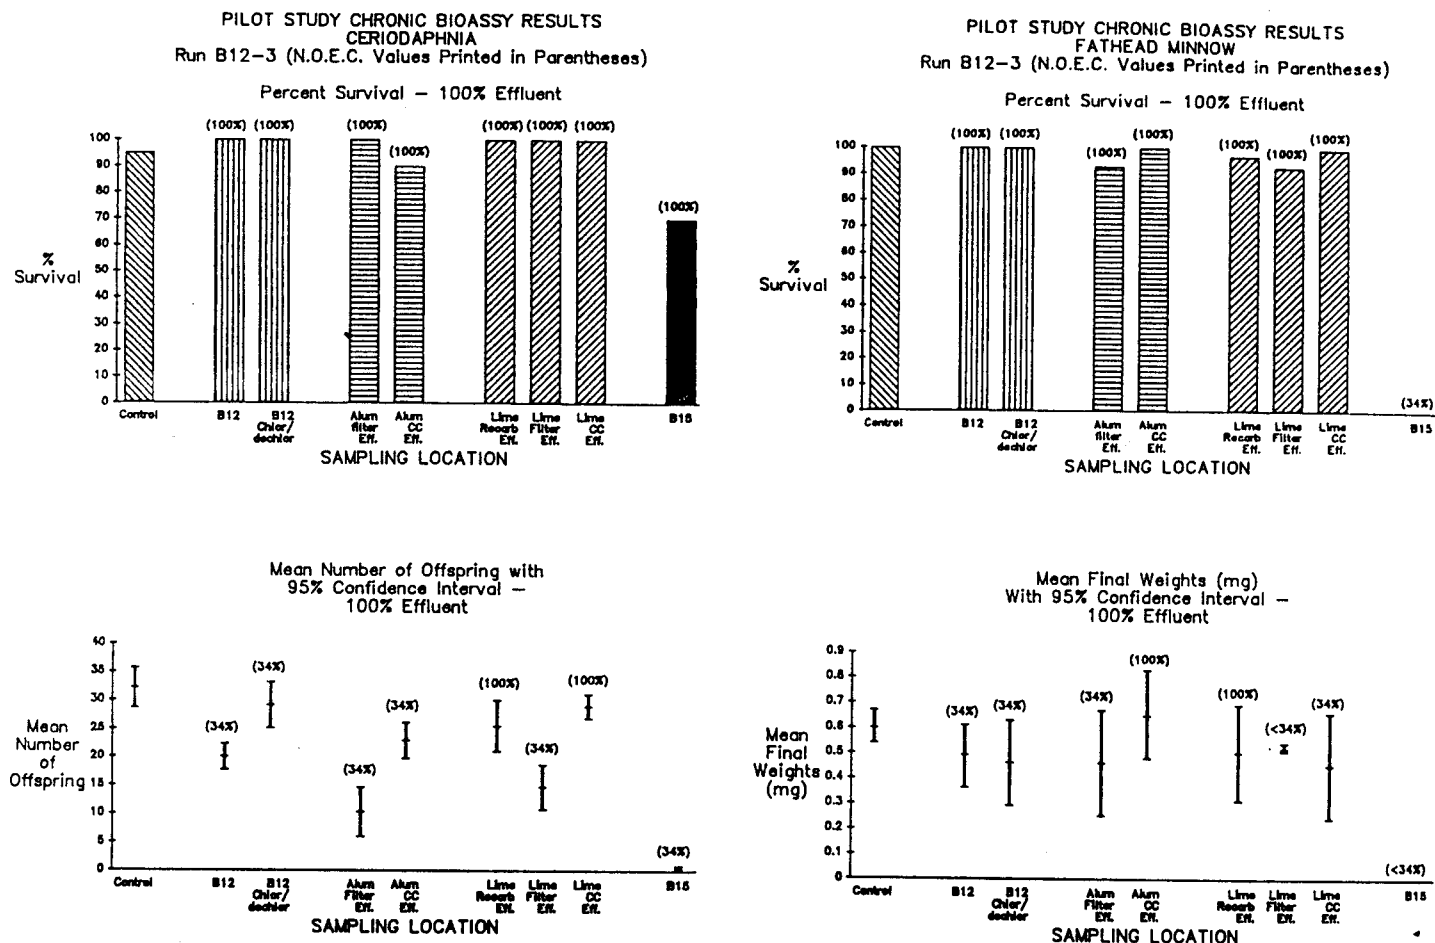 PILOT STUDY CHRONIC BIOASSY RESULTS
CERIODAPHNIA
Run B12-3 (N.O.E.C. Values Printed in Parentheses)
Percent Survival - 100% Effluent
(100%) (100%) (100%) (100%) (100%) (100%) (100%) (100%)
100
90
80
70
60
50
40
30
20
10
0
%
Survival
Control B12 B12 Chlor/ dechlor Alum filter Eff. Alum CC Eff. Lime Recarb Eff. Lime Filter Eff. Lime CC Eff. B15
SAMPLING LOCATION
PILOT STUDY CHRONIC BIOASSY RESULTS
FATHEAD MINNOW
Run B12-3 (N.O.E.C. Values Printed in Parentheses)
Percent Survival - 100% Effluent
(100%) (100%) (100%) (100%) (100%) (100%) (100%) (34%)
100
90
80
70
60
50
40
30
20
10
0
%
Survival
Control B12 B12 Chlor/ dechlor Alum filter Eff. Alum CC Eff. Lime Recarb Eff. Lime Filter Eff. Lime CC Eff. B15
SAMPLING LOCATION
Mean Number of Offspring with
95% Confidence Interval -
100% Effluent
(34%) (34%) (34%) (34%) (100%) (34%) (100%) (34%)
40
35
30
25
20
15
10
5
0
Mean
Number
of
Offspring
Control B12 B12 Chlor/ dechlor Alum Filter Eff. Alum CC Eff. Lime Recarb Eff. Lime Filter Eff. Lime CC Eff. B15
SAMPLING LOCATION
Mean Final Weights (mg)
With 95% Confidence Interval -
100% Effluent
(34%) (34%) (34%) (100%) (100%) (<34%) (34%) (<34%)
0.9
0.8
0.7
0.6
0.5
0.4
0.3
0.2
0.1
0
Mean
Final
Weights
(mg)
Control B12 B12 Chlor/ dechlor Alum Filter Eff. Alum CC Eff. Lime Recarb Eff. Lime Filter Eff. Lime CC Eff. B15
SAMPLING LOCATION